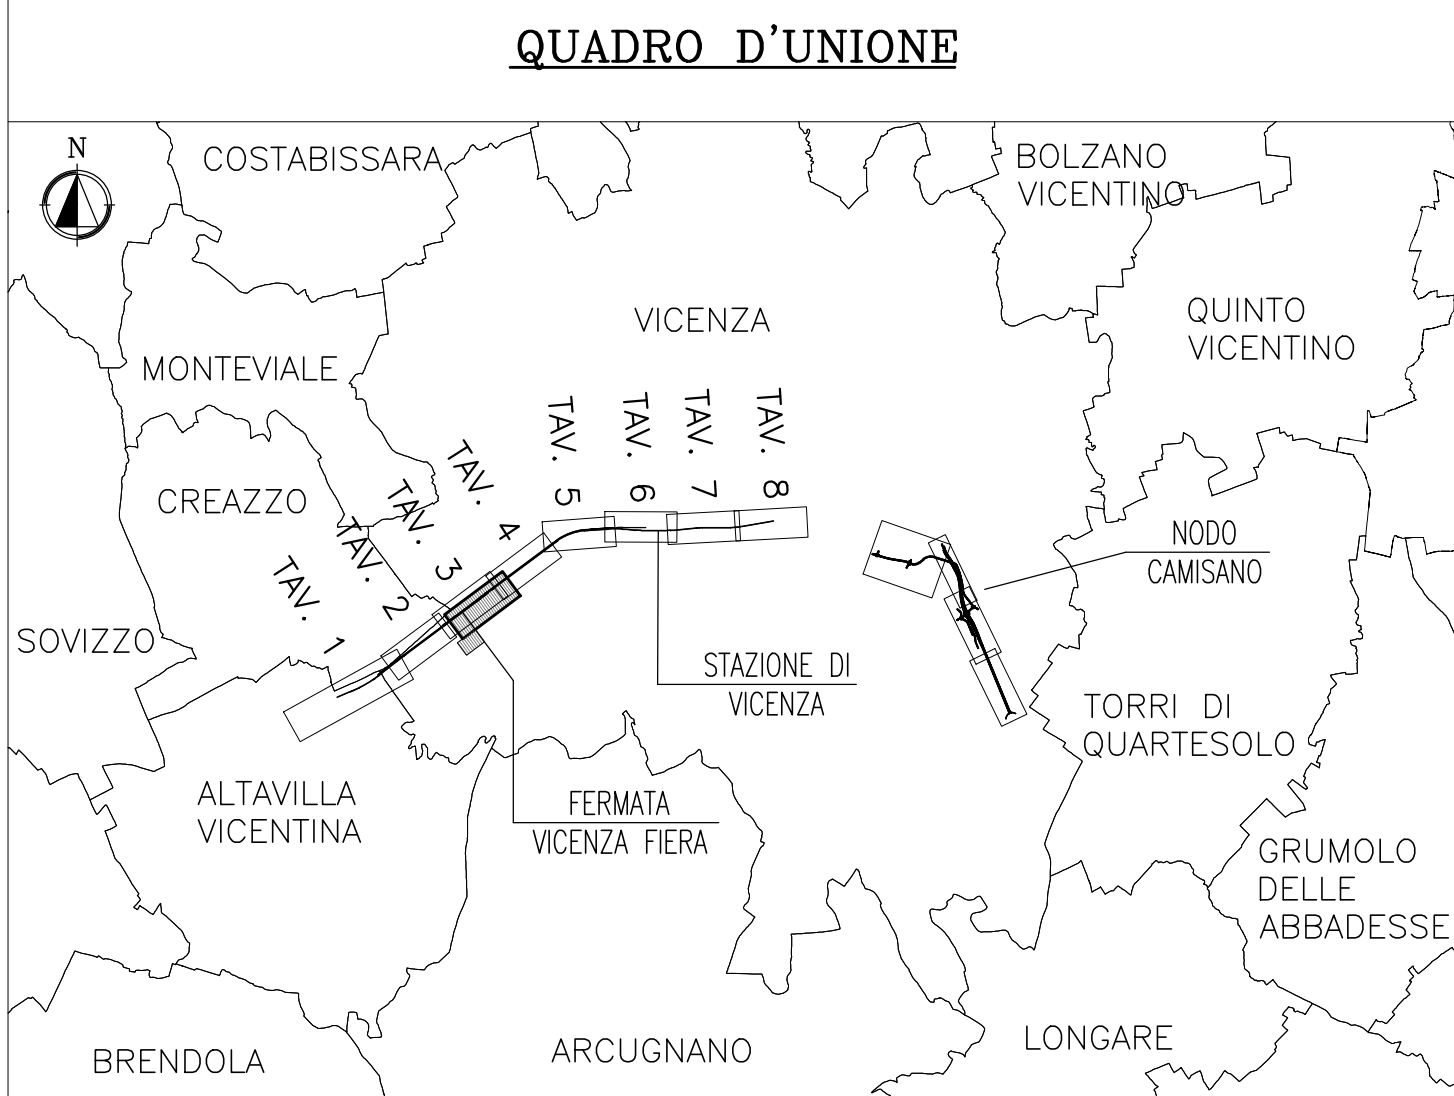 QUADRO D'UNIONE
N
COSTABISSARA
BOLZANO
VICENTINO
VICENZA
QUINTO
VICENTINO
MONTEVIALE
CREAZZO
TAV. 1
TAV. 2
TAV. 3
TAV. 4
TAV. 5
TAV. 6
TAV. 7
TAV. 8
NODO
CAMISANO
SOVIZZO
STAZIONE DI
VICENZA
TORRI DI
QUARTESOLO
ALTAVILLA
VICENTINA
FERMATA
VICENZA FIERA
GRUMOLO
DELLE
ABBADESSE
BRENDOLA
ARCUGNANO
LONGARE